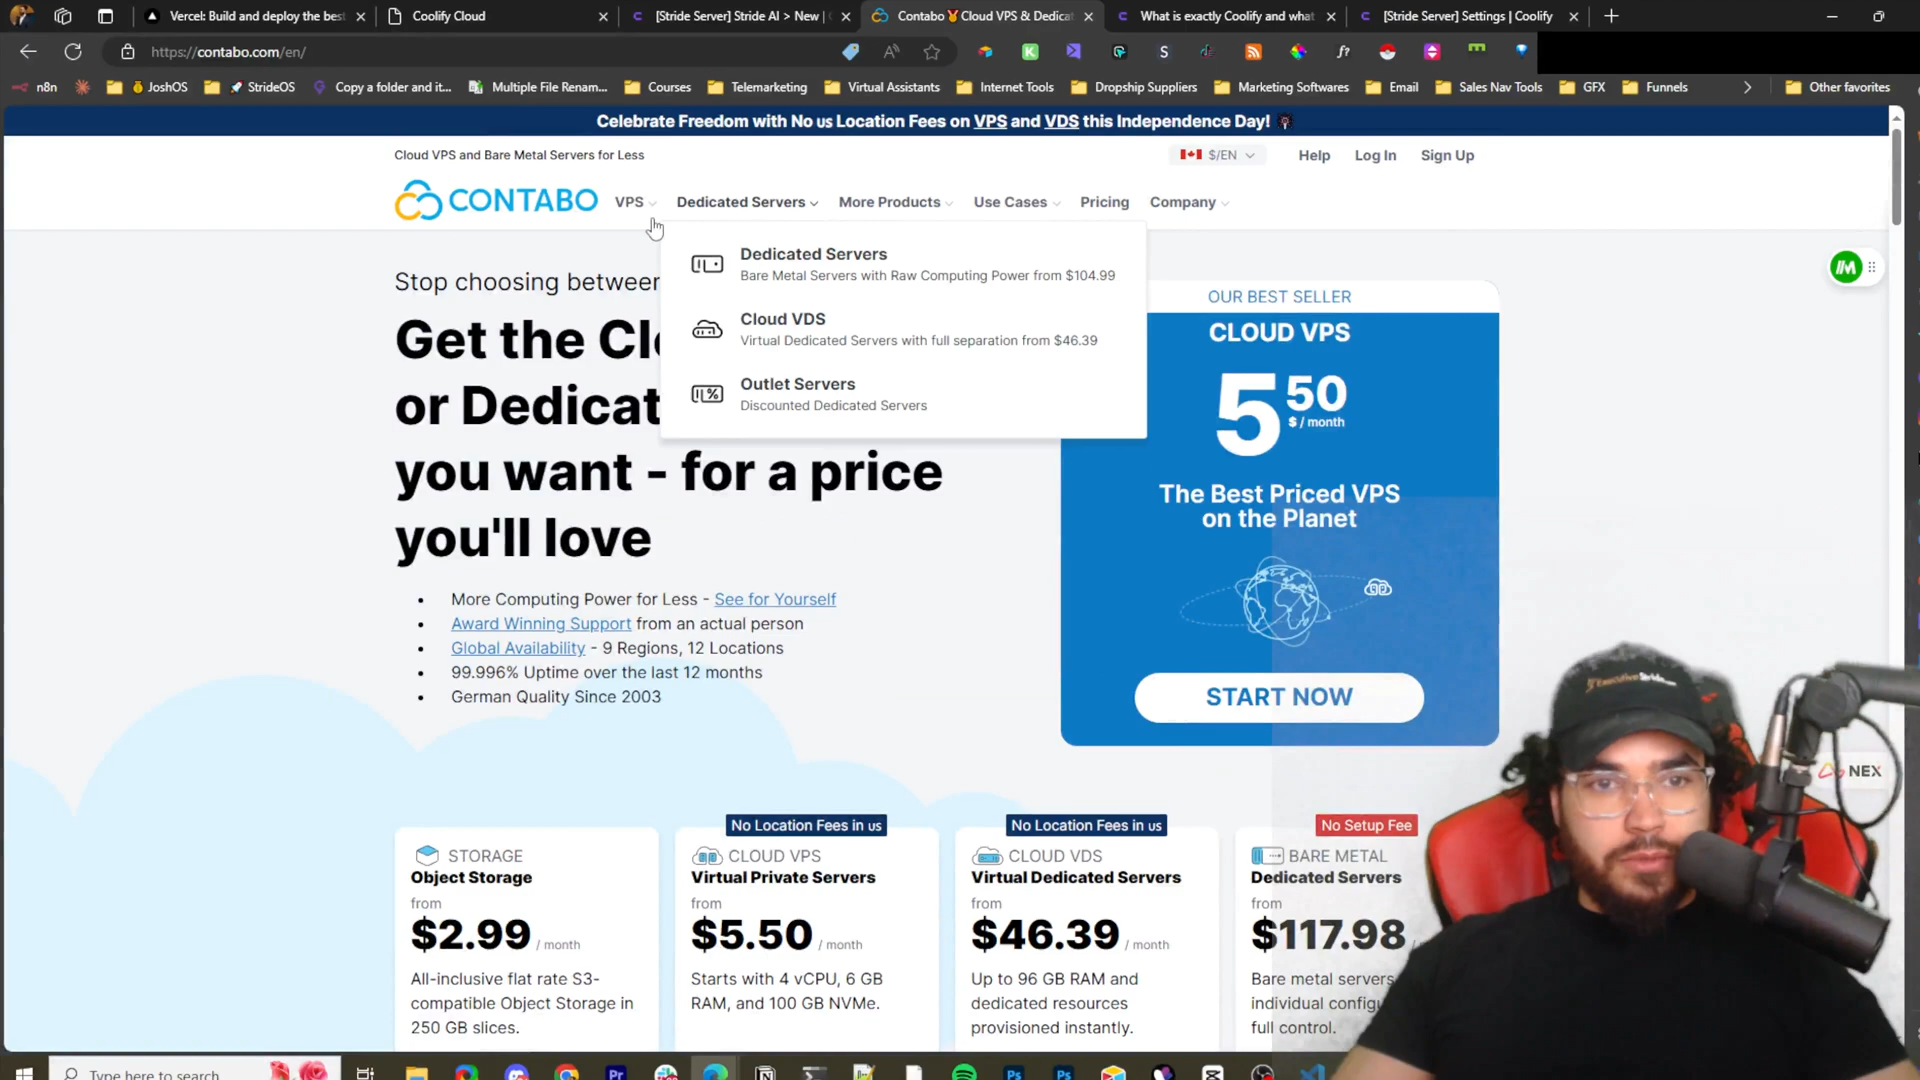 Vercel: Build and deploy the best
Coolify Cloud
[Stride Server] Stride AI > New |
Contabo🏅Cloud VPS & Dedicat
What is exactly Coolify and what
[Stride Server] Settings | Coolify
https://contabo.com/en/
n8n
JoshOS
StrideOS
Copy a folder and it...
Multiple File Renam...
Courses
Telemarketing
Virtual Assistants
Internet Tools
Dropship Suppliers
Marketing Softwares
Email
Sales Nav Tools
GFX
Funnels
Other favorites
Celebrate Freedom with No us Location Fees on VPS and VDS this Independence Day!
Cloud VPS and Bare Metal Servers for Less
$/EN
Help
Log In
Sign Up
CONTABO
VPS
Dedicated Servers
More Products
Use Cases
Pricing
Company
Dedicated Servers
Bare Metal Servers with Raw Computing Power from $104.99
Cloud VDS
Virtual Dedicated Servers with full separation from $46.39
Outlet Servers
Discounted Dedicated Servers
Stop choosing between
Get the Cl
or Dedicat
you want - for a price
you'll love
More Computing Power for Less - See for Yourself
Award Winning Support from an actual person
Global Availability - 9 Regions, 12 Locations
99.996% Uptime over the last 12 months
German Quality Since 2003
OUR BEST SELLER
CLOUD VPS
5 50
$ / month
The Best Priced VPS
on the Planet
START NOW
STORAGE
Object Storage
from
$2.99 / month
All-inclusive flat rate S3-
compatible Object Storage in
250 GB slices.
No Location Fees in us
CLOUD VPS
Virtual Private Servers
from
$5.50 / month
Starts with 4 vCPU, 6 GB
RAM, and 100 GB NVMe.
No Location Fees in us
CLOUD VDS
Virtual Dedicated Servers
from
$46.39 / month
Up to 96 GB RAM and
dedicated resources
provisioned instantly.
No Setup Fee
BARE METAL
Dedicated Servers
from
$117.98
Bare metal servers
individual config
full control.
ExecutiveStride.com
NEX
Type here to search